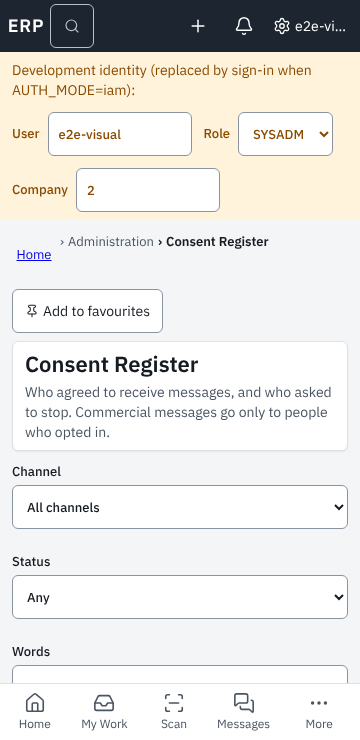 ERP
e2e-vi...
Development identity (replaced by sign-in when
AUTH_MODE=iam):
User e2e-visual Role SYSADM
Company 2
Home › Administration › Consent Register
Add to favourites
Consent Register
Who agreed to receive messages, and who asked
to stop. Commercial messages go only to people
who opted in.
Channel
All channels
Status
Any
Words
Home My Work Scan Messages More